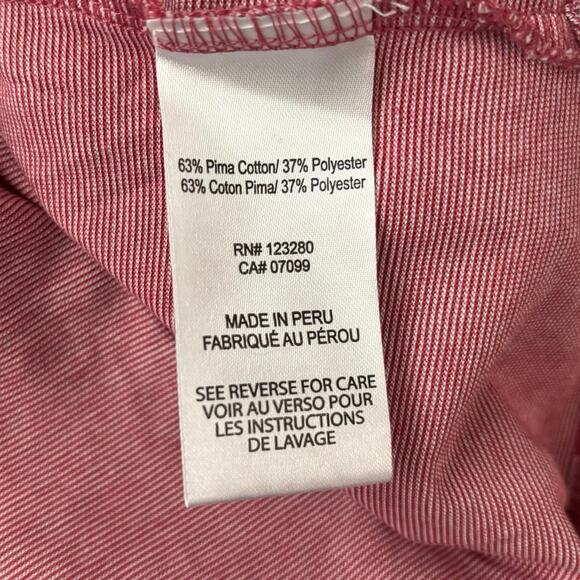 63% Pima Cotton/ 37% Polyester
63% Coton Pima/ 37% Polyester
RN# 123280
CA# 07099
MADE IN PERU
FABRIQUÉ AU PÉROU
SEE REVERSE FOR CARE
VOIR AU VERSO POUR
LES INSTRUCTIONS
DE LAVAGE